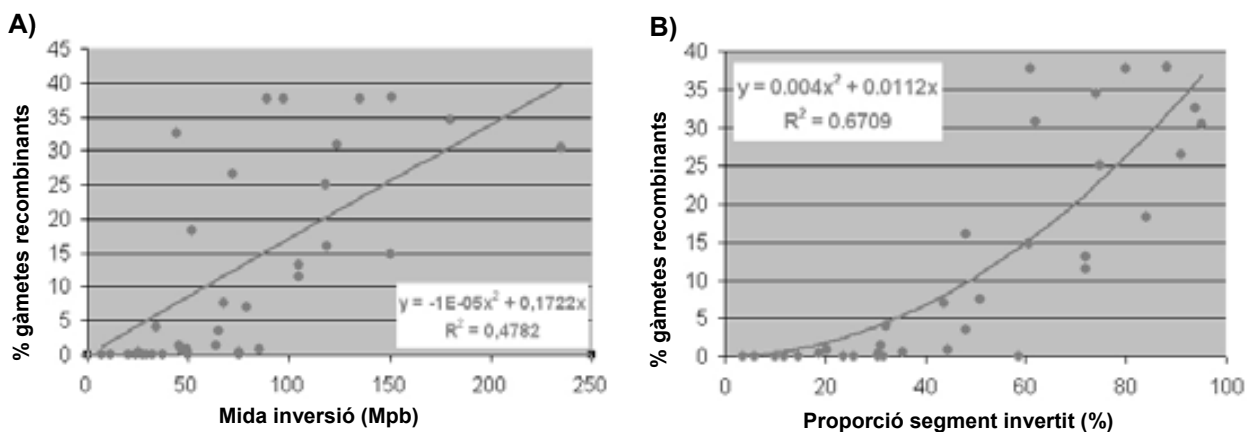 A)
% gàmetes recombinants
45
40
35
30
25
20
15
10
5
0
0 50 100 150 200 250
y = -1E-05x² + 0,1722x
R² = 0,4782
Mida inversió (Mpb)
B)
% gàmetes recombinants
40
35
30
25
20
15
10
5
0
0 20 40 60 80 100
y = 0.004x² + 0.0112x
R² = 0.6709
Proporció segment invertit (%)